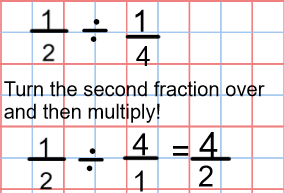 1/2 ÷ 1/4
Turn the second fraction over
and then multiply!
1/2 ÷ 4/1 = 4/2